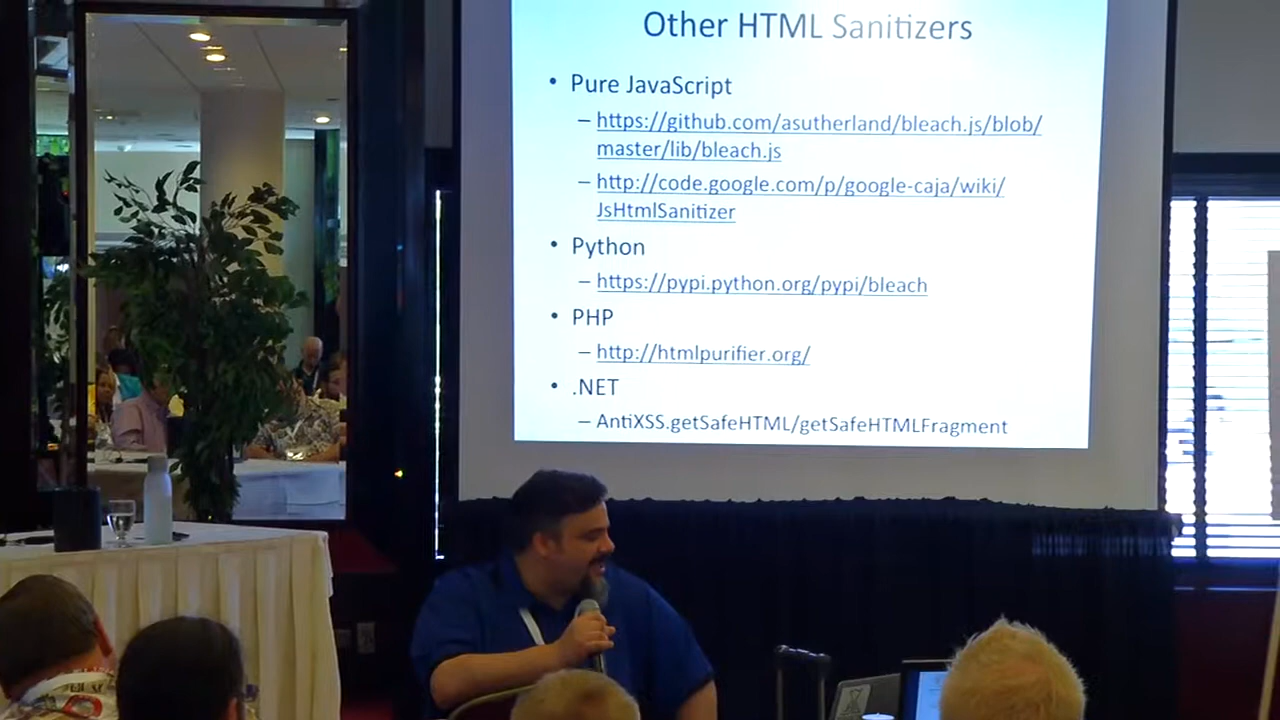 Other HTML Sanitizers
• Pure JavaScript
– https://github.com/asutherland/bleach.js/blob/
master/lib/bleach.js
– http://code.google.com/p/google-caja/wiki/
JsHtmlSanitizer
• Python
– https://pypi.python.org/pypi/bleach
• PHP
– http://htmlpurifier.org/
• .NET
– AntiXSS.getSafeHTML/getSafeHTMLFragment